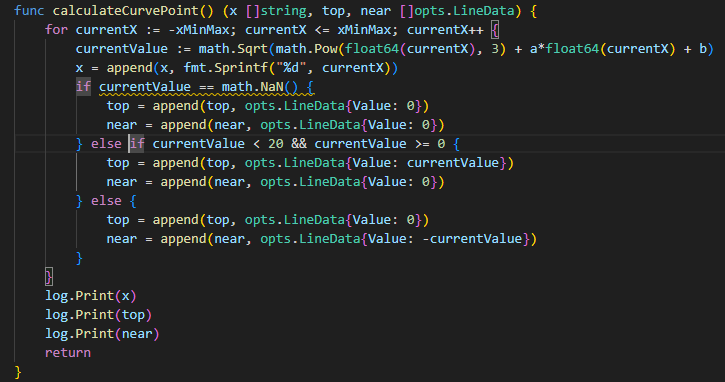 func calculateCurvePoint() (x []string, top, near []opts.LineData) {
for currentX := -xMinMax; currentX <= xMinMax; currentX++ {
currentValue := math.Sqrt(math.Pow(float64(currentX), 3) + a*float64(currentX) + b)
x = append(x, fmt.Sprintf("%d", currentX))
if currentValue == math.NaN() {
top = append(top, opts.LineData{Value: 0})
near = append(near, opts.LineData{Value: 0})
} else if currentValue < 20 && currentValue >= 0 {
top = append(top, opts.LineData{Value: currentValue})
near = append(near, opts.LineData{Value: 0})
} else {
top = append(top, opts.LineData{Value: 0})
near = append(near, opts.LineData{Value: -currentValue})
}
}
log.Print(x)
log.Print(top)
log.Print(near)
return
}